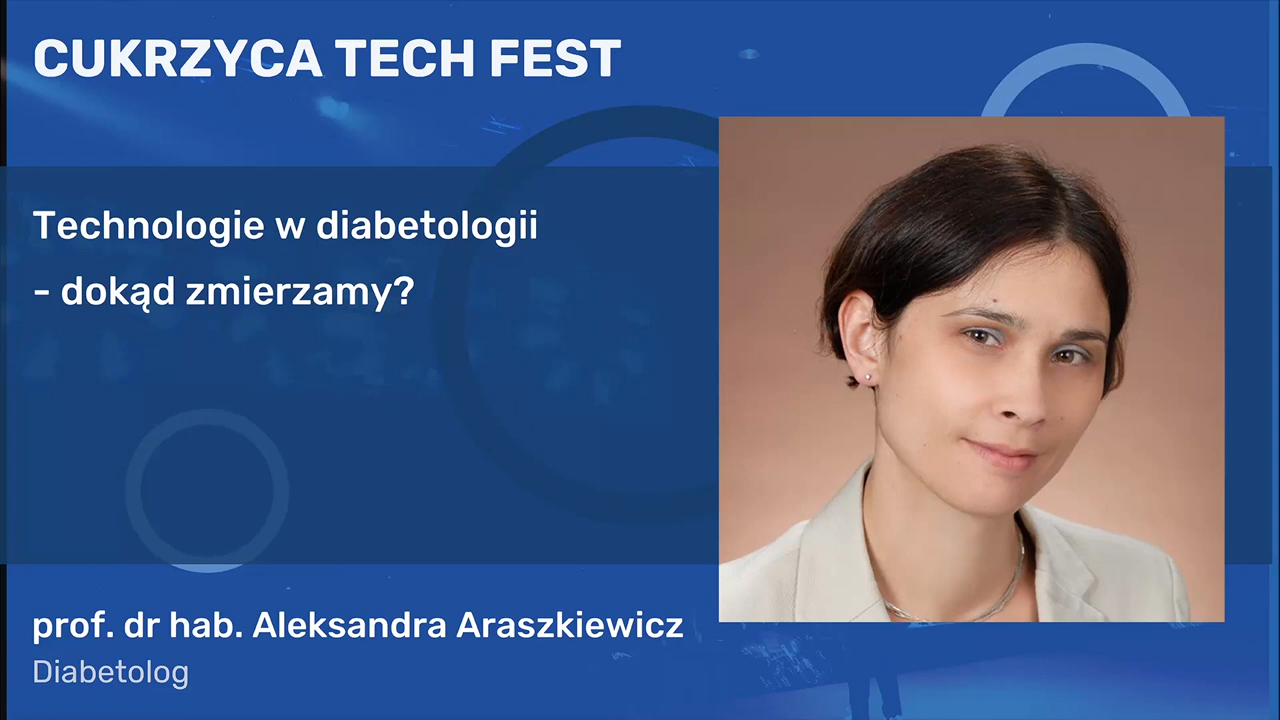 CUKRZYCA TECH FEST
Technologie w diabetologii
- dokąd zmierzamy?
prof. dr hab. Aleksandra Araszkiewicz
Diabetolog